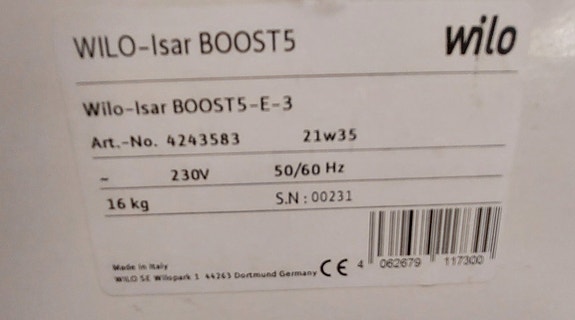 WILO-Isar BOOST5 wilo
Wilo-Isar BOOST5-E-3
Art.-No. 4243583 21w35
~ 230V 50/60 Hz
16 kg S.N : 00231
Made in Italy
WILO SE Wilopark 1 44263 Dortmund Germany CE 4 062679 117300